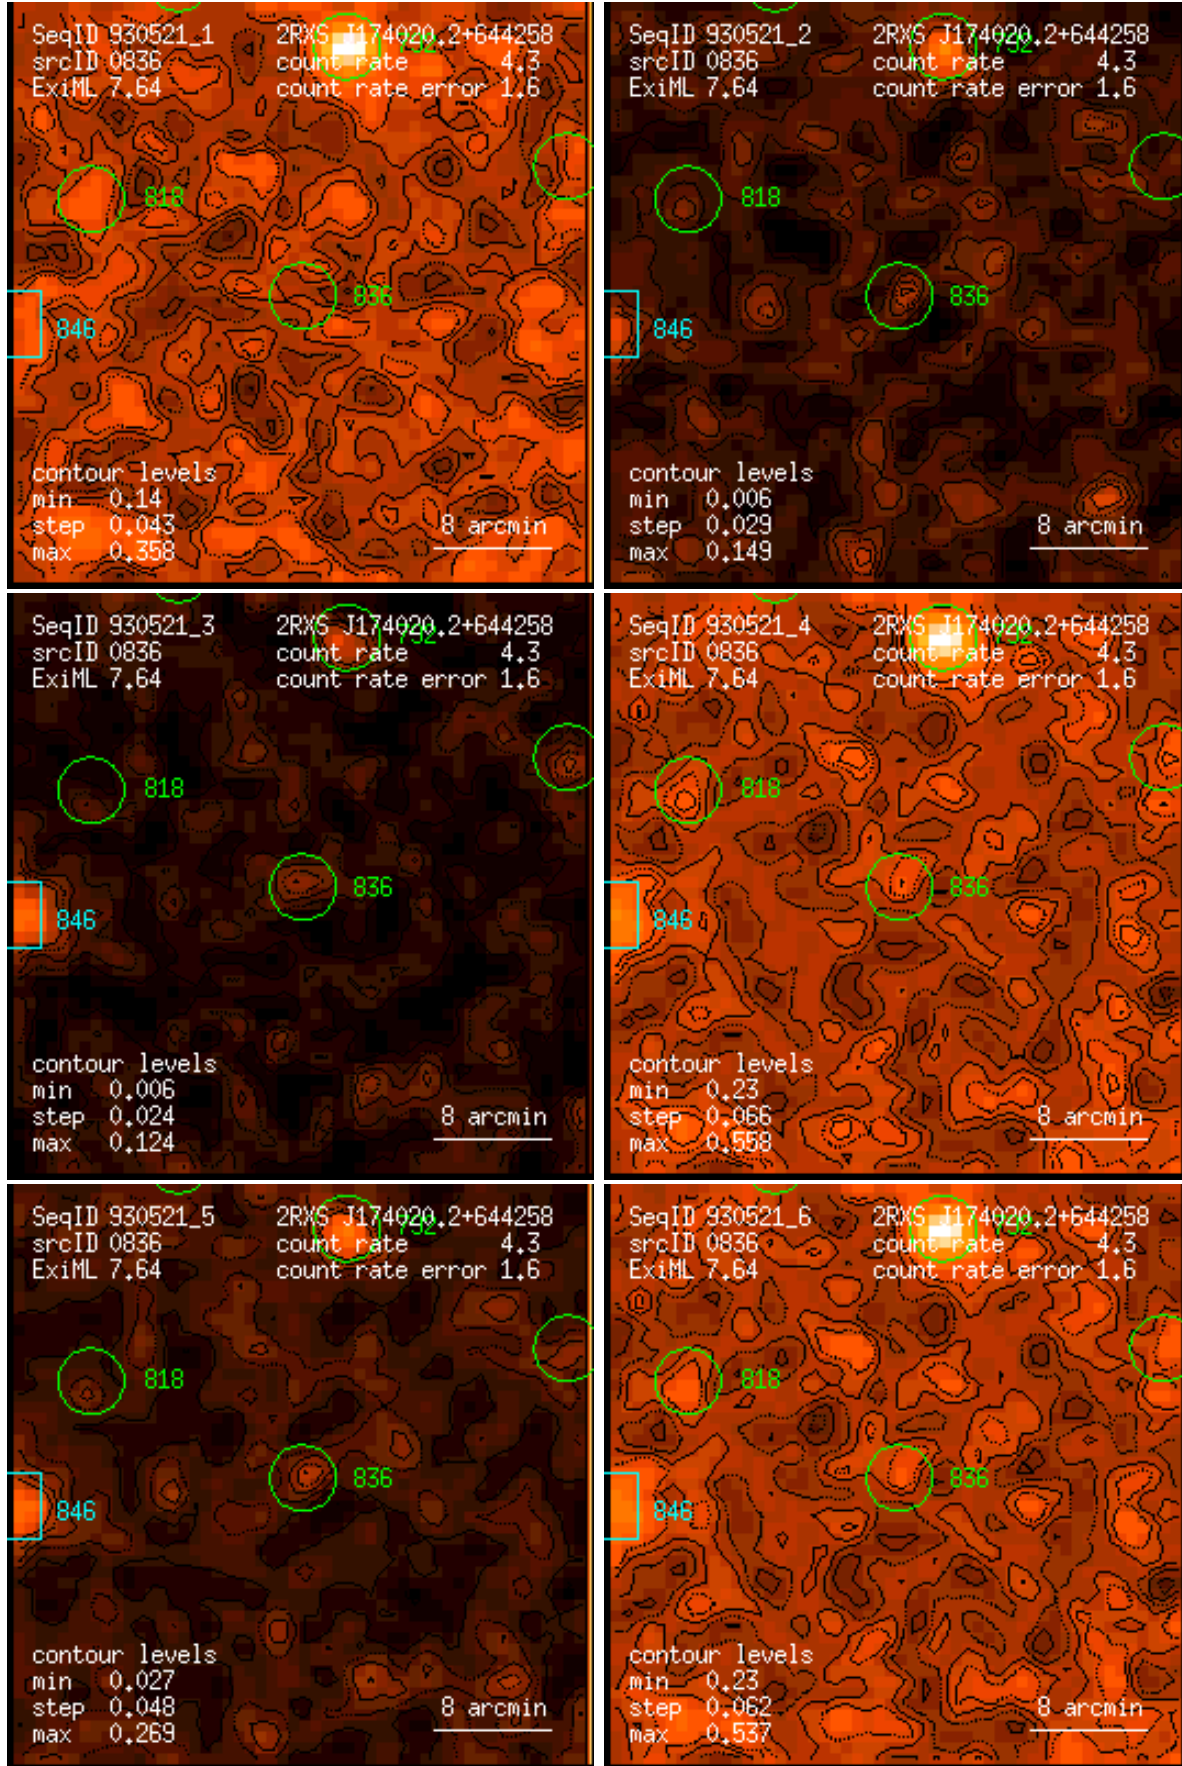 SeqID 930521_1 2RXS J174020.2+644258
srcID 0836 count rate 4.3
ExiML 7.64 count rate error 1.6
792
818
836
846
contour levels
min 0.14
step 0.043
max 0.358
8 arcmin
SeqID 930521_2 2RXS J174020.2+644258
srcID 0836 count rate 4.3
ExiML 7.64 count rate error 1.6
792
818
836
846
contour levels
min 0.006
step 0.029
max 0.149
8 arcmin
SeqID 930521_3 2RXS J174020.2+644258
srcID 0836 count rate 4.3
ExiML 7.64 count rate error 1.6
792
818
836
846
contour levels
min 0.006
step 0.024
max 0.124
8 arcmin
SeqID 930521_4 2RXS J174020.2+644258
srcID 0836 count rate 4.3
ExiML 7.64 count rate error 1.6
792
818
836
846
contour levels
min 0.23
step 0.066
max 0.558
8 arcmin
SeqID 930521_5 2RXS J174020.2+644258
srcID 0836 count rate 4.3
ExiML 7.64 count rate error 1.6
792
818
836
846
contour levels
min 0.027
step 0.048
max 0.269
8 arcmin
SeqID 930521_6 2RXS J174020.2+644258
srcID 0836 count rate 4.3
ExiML 7.64 count rate error 1.6
792
818
836
846
contour levels
min 0.23
step 0.062
max 0.537
8 arcmin